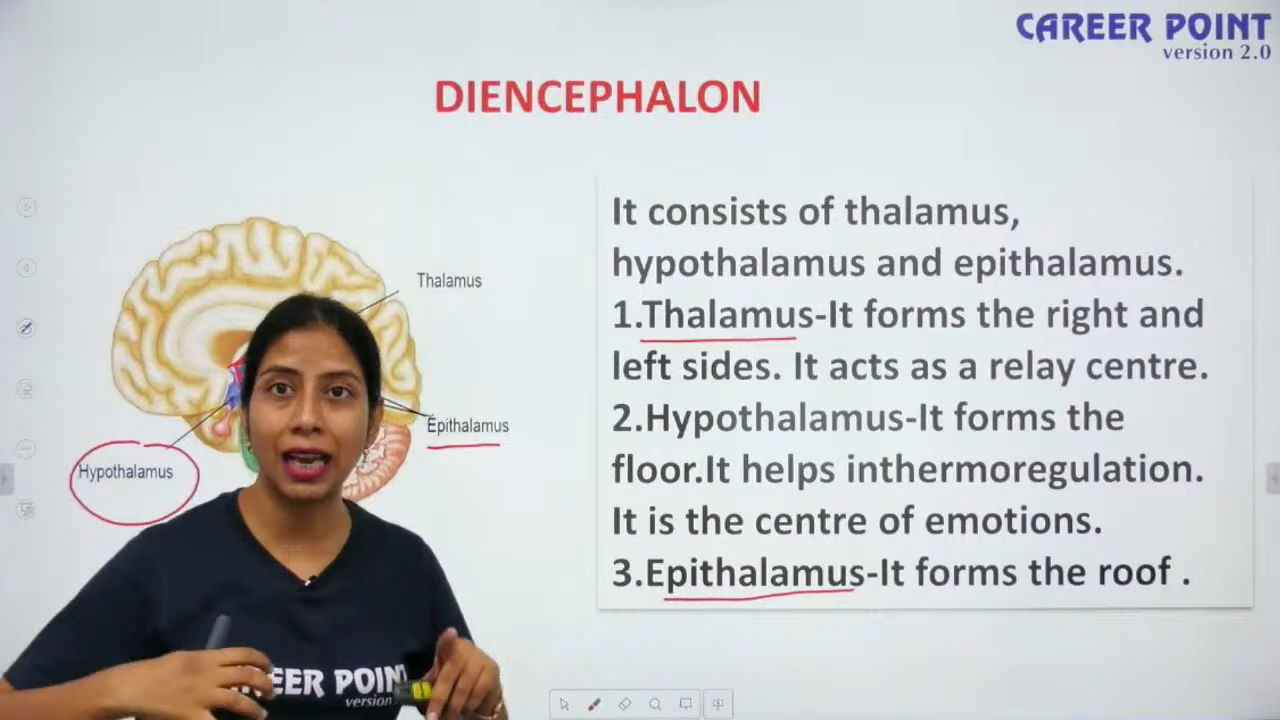 CAREER POINT
version 2.0
DIENCEPHALON
It consists of thalamus,
hypothalamus and epithalamus.
1.Thalamus-It forms the right and
left sides. It acts as a relay centre.
2.Hypothalamus-It forms the
floor.It helps inthermoregulation.
It is the centre of emotions.
3.Epithalamus-It forms the roof .
Thalamus
Epithalamus
Hypothalamus
EER POINT
version